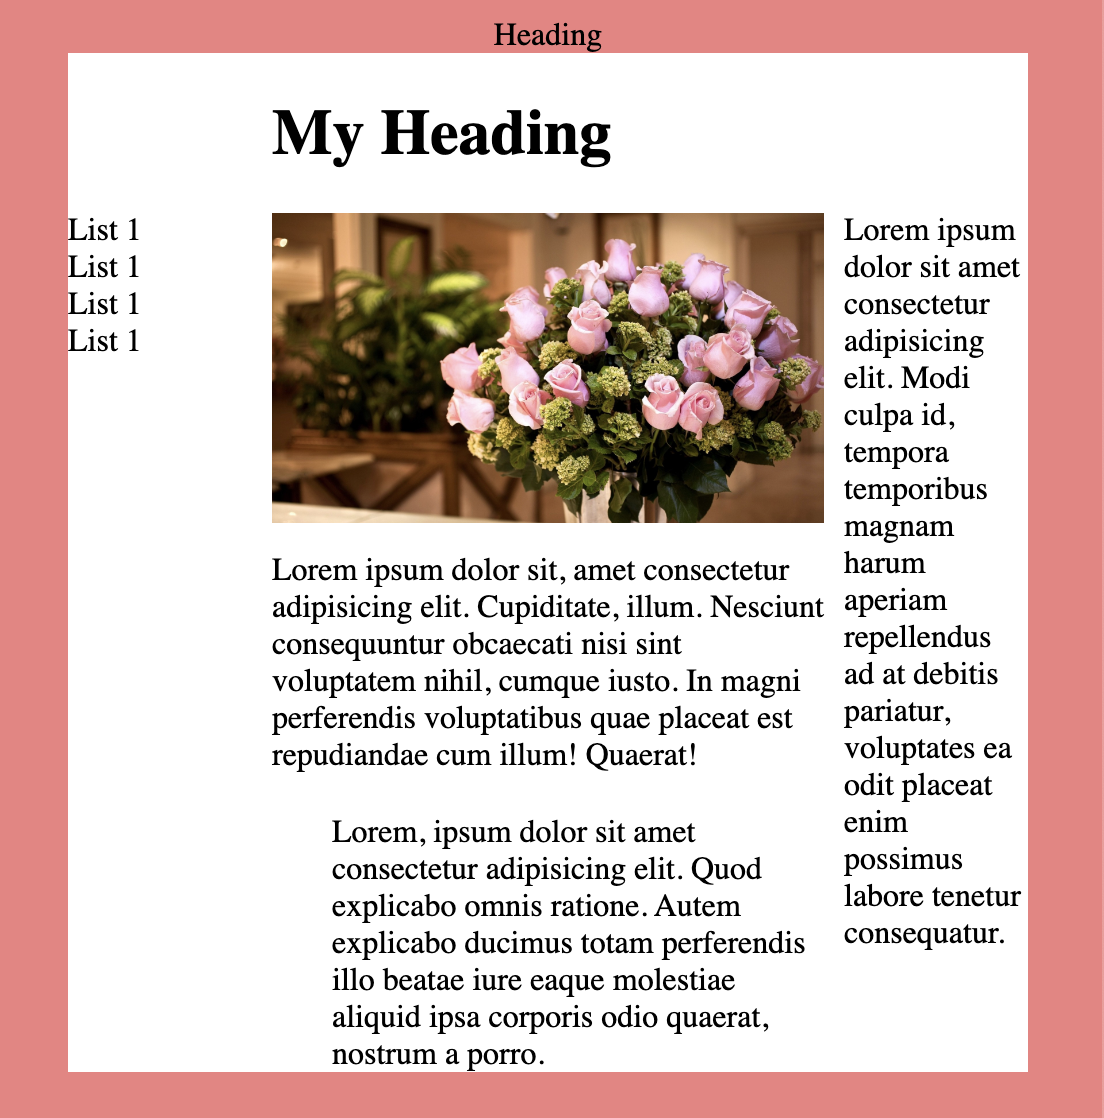 Heading
My Heading
List 1
List 1
List 1
List 1
Lorem ipsum dolor sit, amet consectetur
adipisicing elit. Cupiditate, illum. Nesciunt
consequuntur obcaecati nisi sint
voluptatem nihil, cumque iusto. In magni
perferendis voluptatibus quae placeat est
repudiandae cum illum! Quaerat!
Lorem, ipsum dolor sit amet
consectetur adipisicing elit. Quod
explicabo omnis ratione. Autem
explicabo ducimus totam perferendis
illo beatae iure eaque molestiae
aliquid ipsa corporis odio quaerat,
nostrum a porro.
Lorem ipsum
dolor sit amet
consectetur
adipisicing
elit. Modi
culpa id,
tempora
temporibus
magnam
harum
aperiam
repellendus
ad at debitis
pariatur,
voluptates ea
odit placeat
enim
possimus
labore tenetur
consequatur.